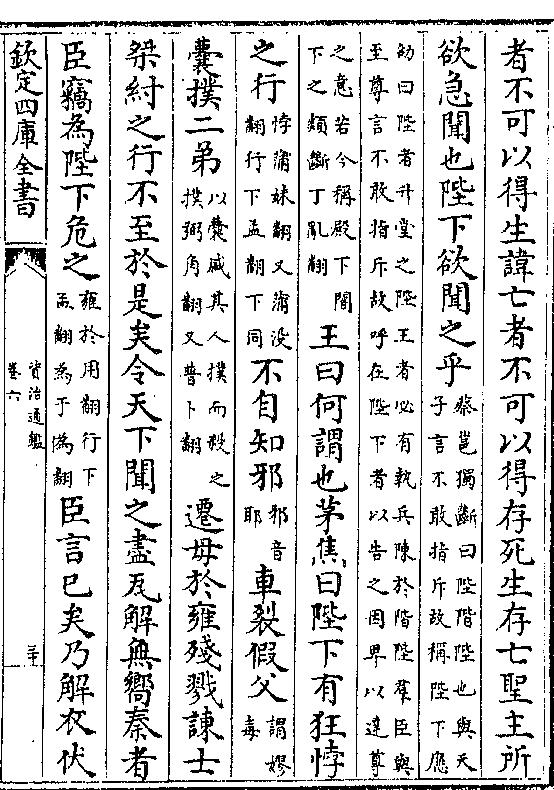 者不可以得生諱亡者不可以得存死生存亡聖主所
欲急聞也陛下欲聞之乎
蔡邕獨斷曰陛階陛也與天
子言不敢指斥故稱陛下應
劭曰陛者升堂之陛王者必有執兵陳於階陛羣臣與
至尊言不敢指斥故呼在陛下者以告之因卑以達尊
之意若今稱殿下閣
下之類斷丁亂翻
王曰何謂也茅焦曰陛下有狂悖
之行
悖蒲妹翻又蒲没
翻行下孟翻下同
不自知邪
邪音
耶
車裂假父
謂嫪
毐
囊撲二弟
以囊盛其人撲而殺之
撲弼角翻又普卜翻
遷母於雍殘戮諫士
桀紂之行不至於是矣令天下聞之盡瓦解無嚮秦者
臣竊為陛下危之
雍於用翻行下
孟翻為于偽翻
臣言已矣乃解衣伏
欽定四庫全書
資治通鑑
卷六
三十